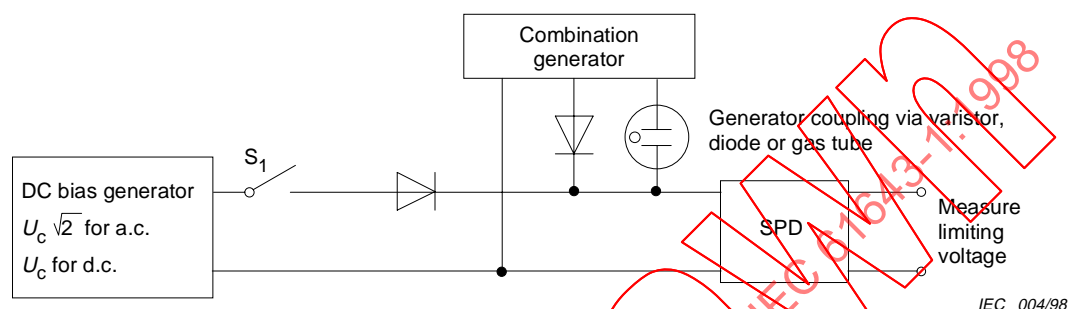 Combination
generator
Generator coupling via varistor,
diode or gas tube
S1
DC bias generator
Uc √2 for a.c.
Uc for d.c.
SPD
Measure
limiting
voltage
IEC 61643-1:1998
IEC 004/98